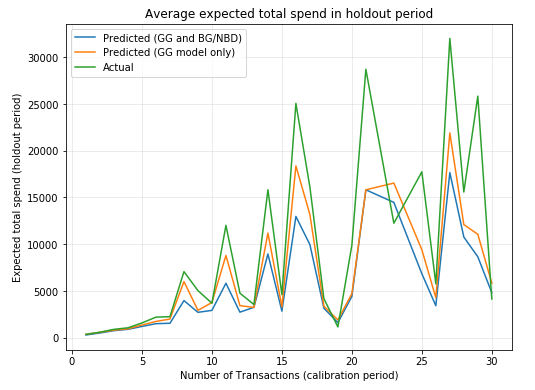 Average expected total spend in holdout period
Predicted (GG and BG/NBD)
Predicted (GG model only)
Actual
Expected total spend (holdout period)
30000
25000
20000
15000
10000
5000
0
0 5 10 15 20 25 30
Number of Transactions (calibration period)